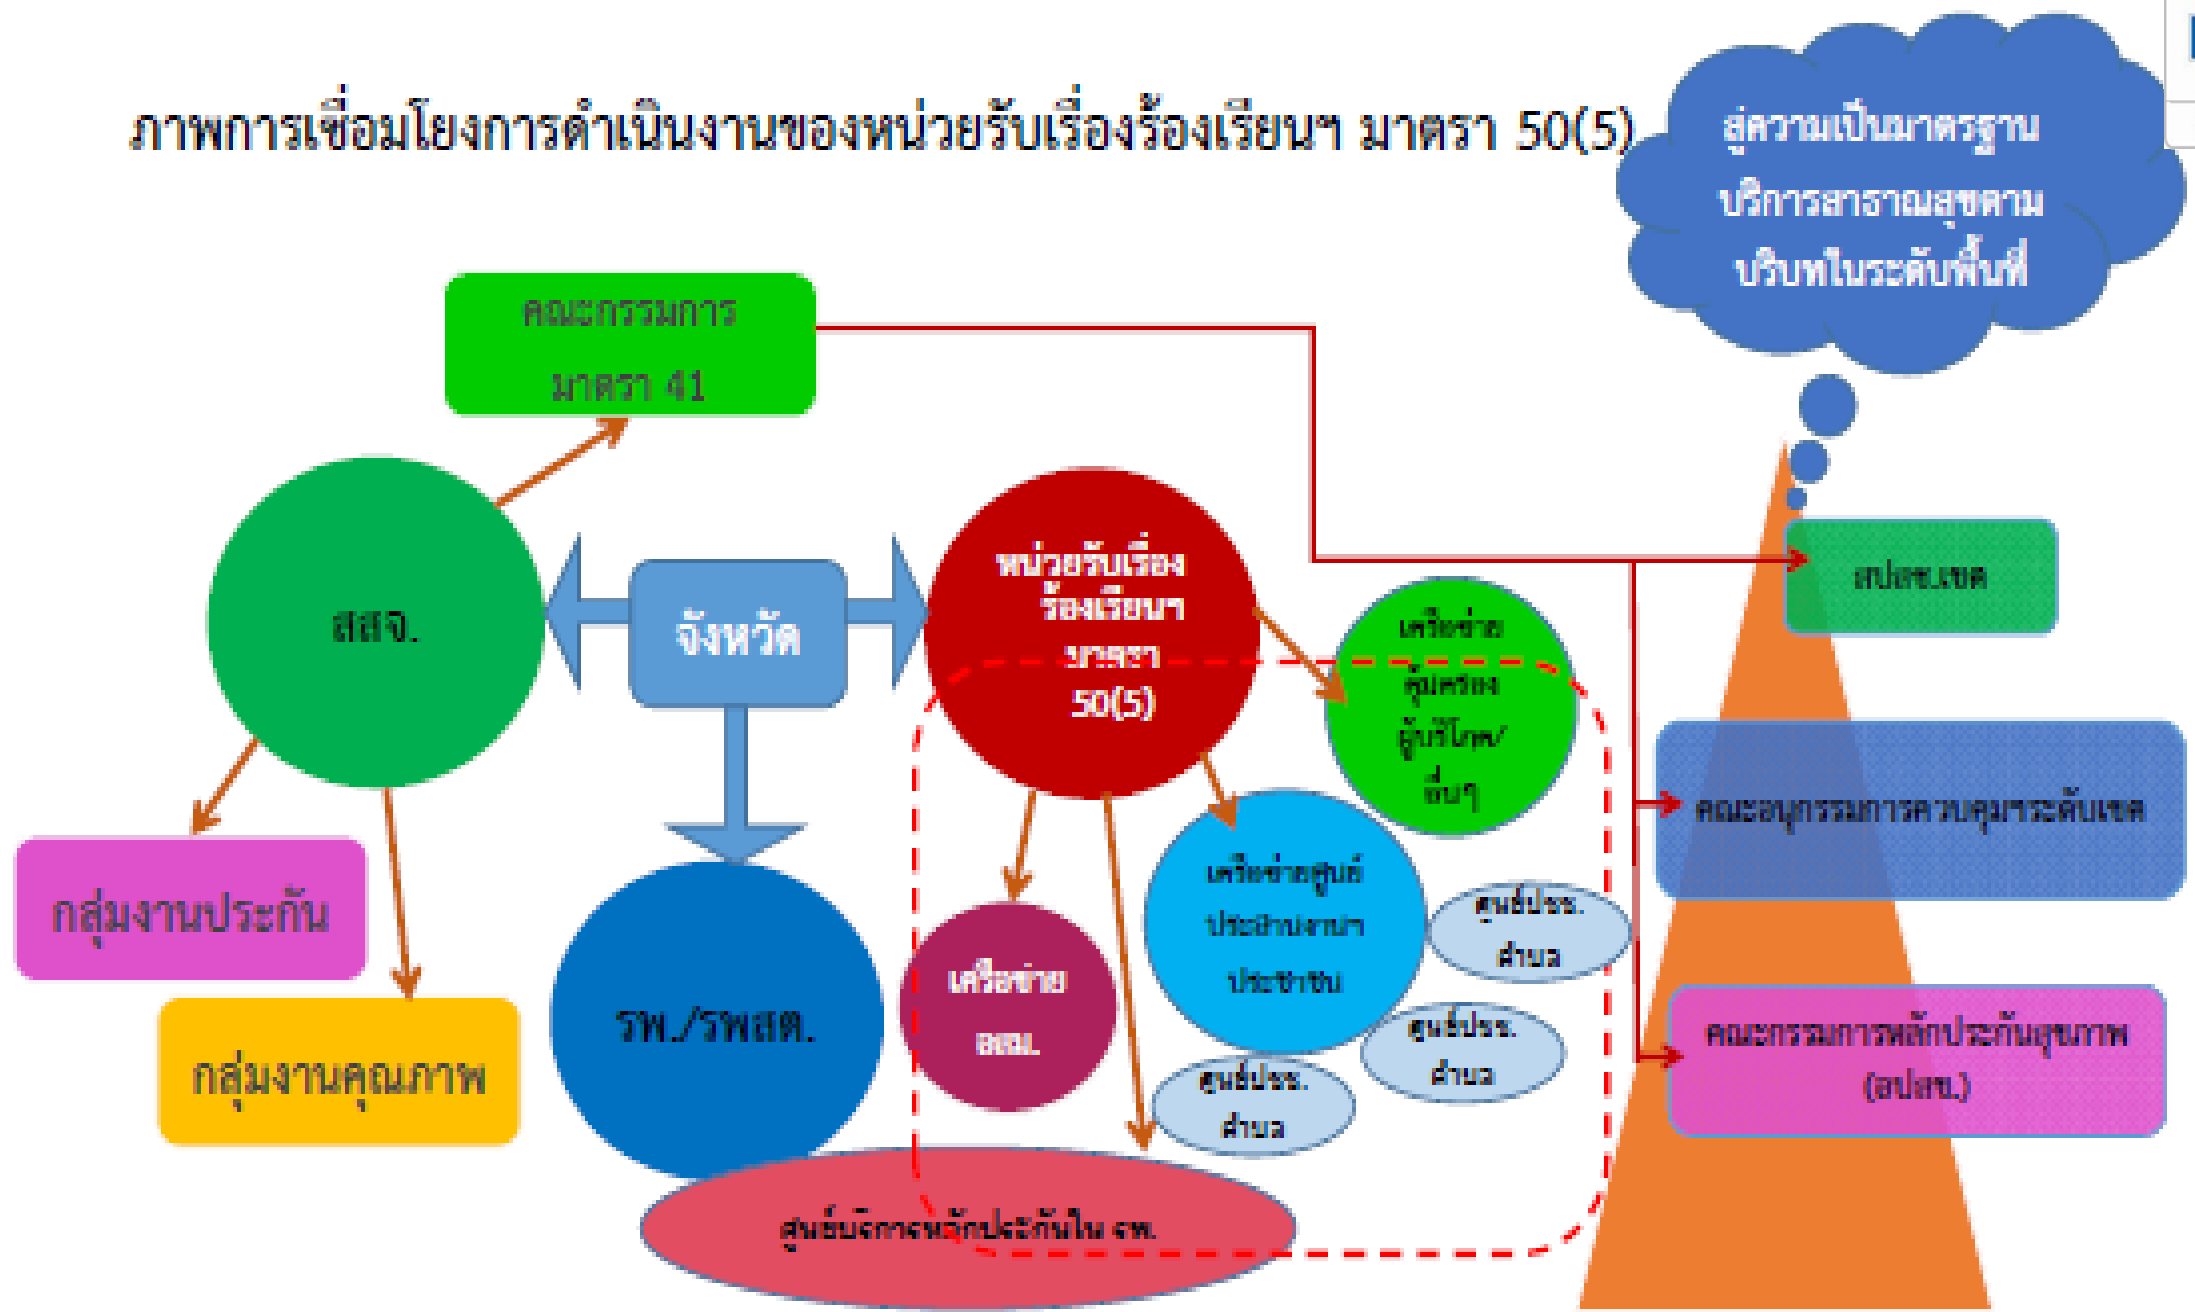 ภาพการเชื่อมโยงการดำเนินงานของหน่วยรับเรื่องร้องเรียนฯ มาตรา 50(5)
สู่ความเป็นมาตรฐาน
บริการสาธาณสุขตาม
บริบทในระดับพื้นที่
คณะกรรมการ
มาตรา 41
สสจ.
จังหวัด
หน่วยรับเรื่อง
ร้องเรียนฯ
มาตรา
50(5)
เครือข่าย
คุ้มครอง
ผู้บริโภค/
อื่นๆ
สปสช.เขต
คณะอนุกรรมการควบคุมฯระดับเขต
คณะกรรมการหลักประกันสุขภาพ
(อปสข.)
กลุ่มงานประกัน
กลุ่มงานคุณภาพ
รพ./รพสต.
เครือข่าย
อสม.
เครือข่ายศูนย์
ประสานงานฯ
ประชาชน
ศูนย์ปชช.
ตำบล
ศูนย์ปชช.
ตำบล
ศูนย์ปชช.
ตำบล
ศูนย์บริการหลักประกันใน รพ.